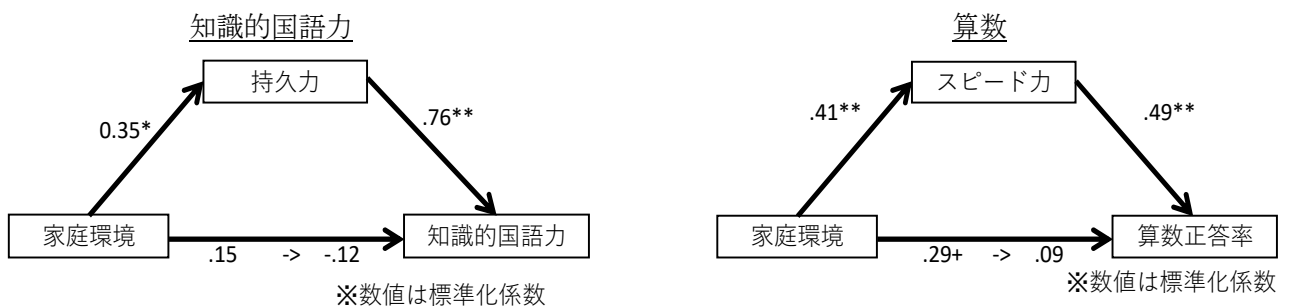 知識的国語力
持久力
0.35*
.76**
家庭環境
知識的国語力
.15 -> -.12
※数値は標準化係数
算数
スピード力
.41**
.49**
家庭環境
算数正答率
.29+ -> .09
※数値は標準化係数